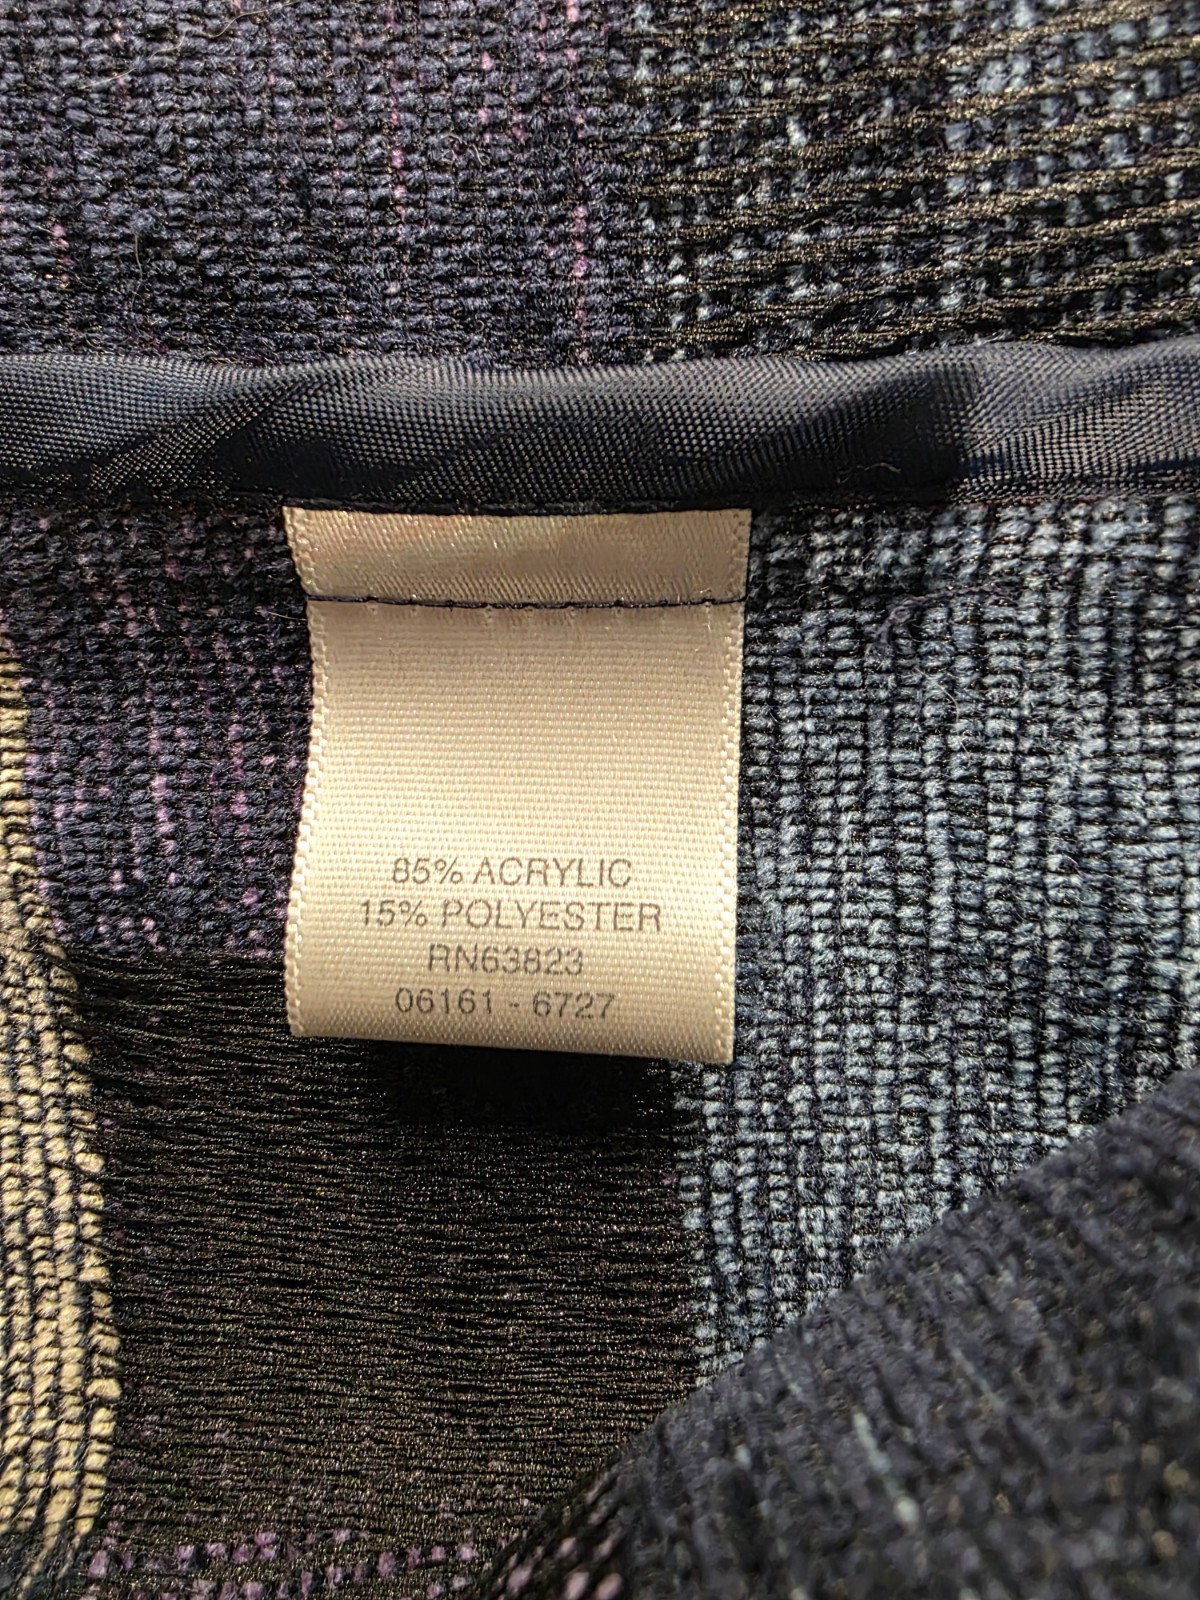 85% ACRYLIC
15% POLYESTER
RN63823
06161 - 6727